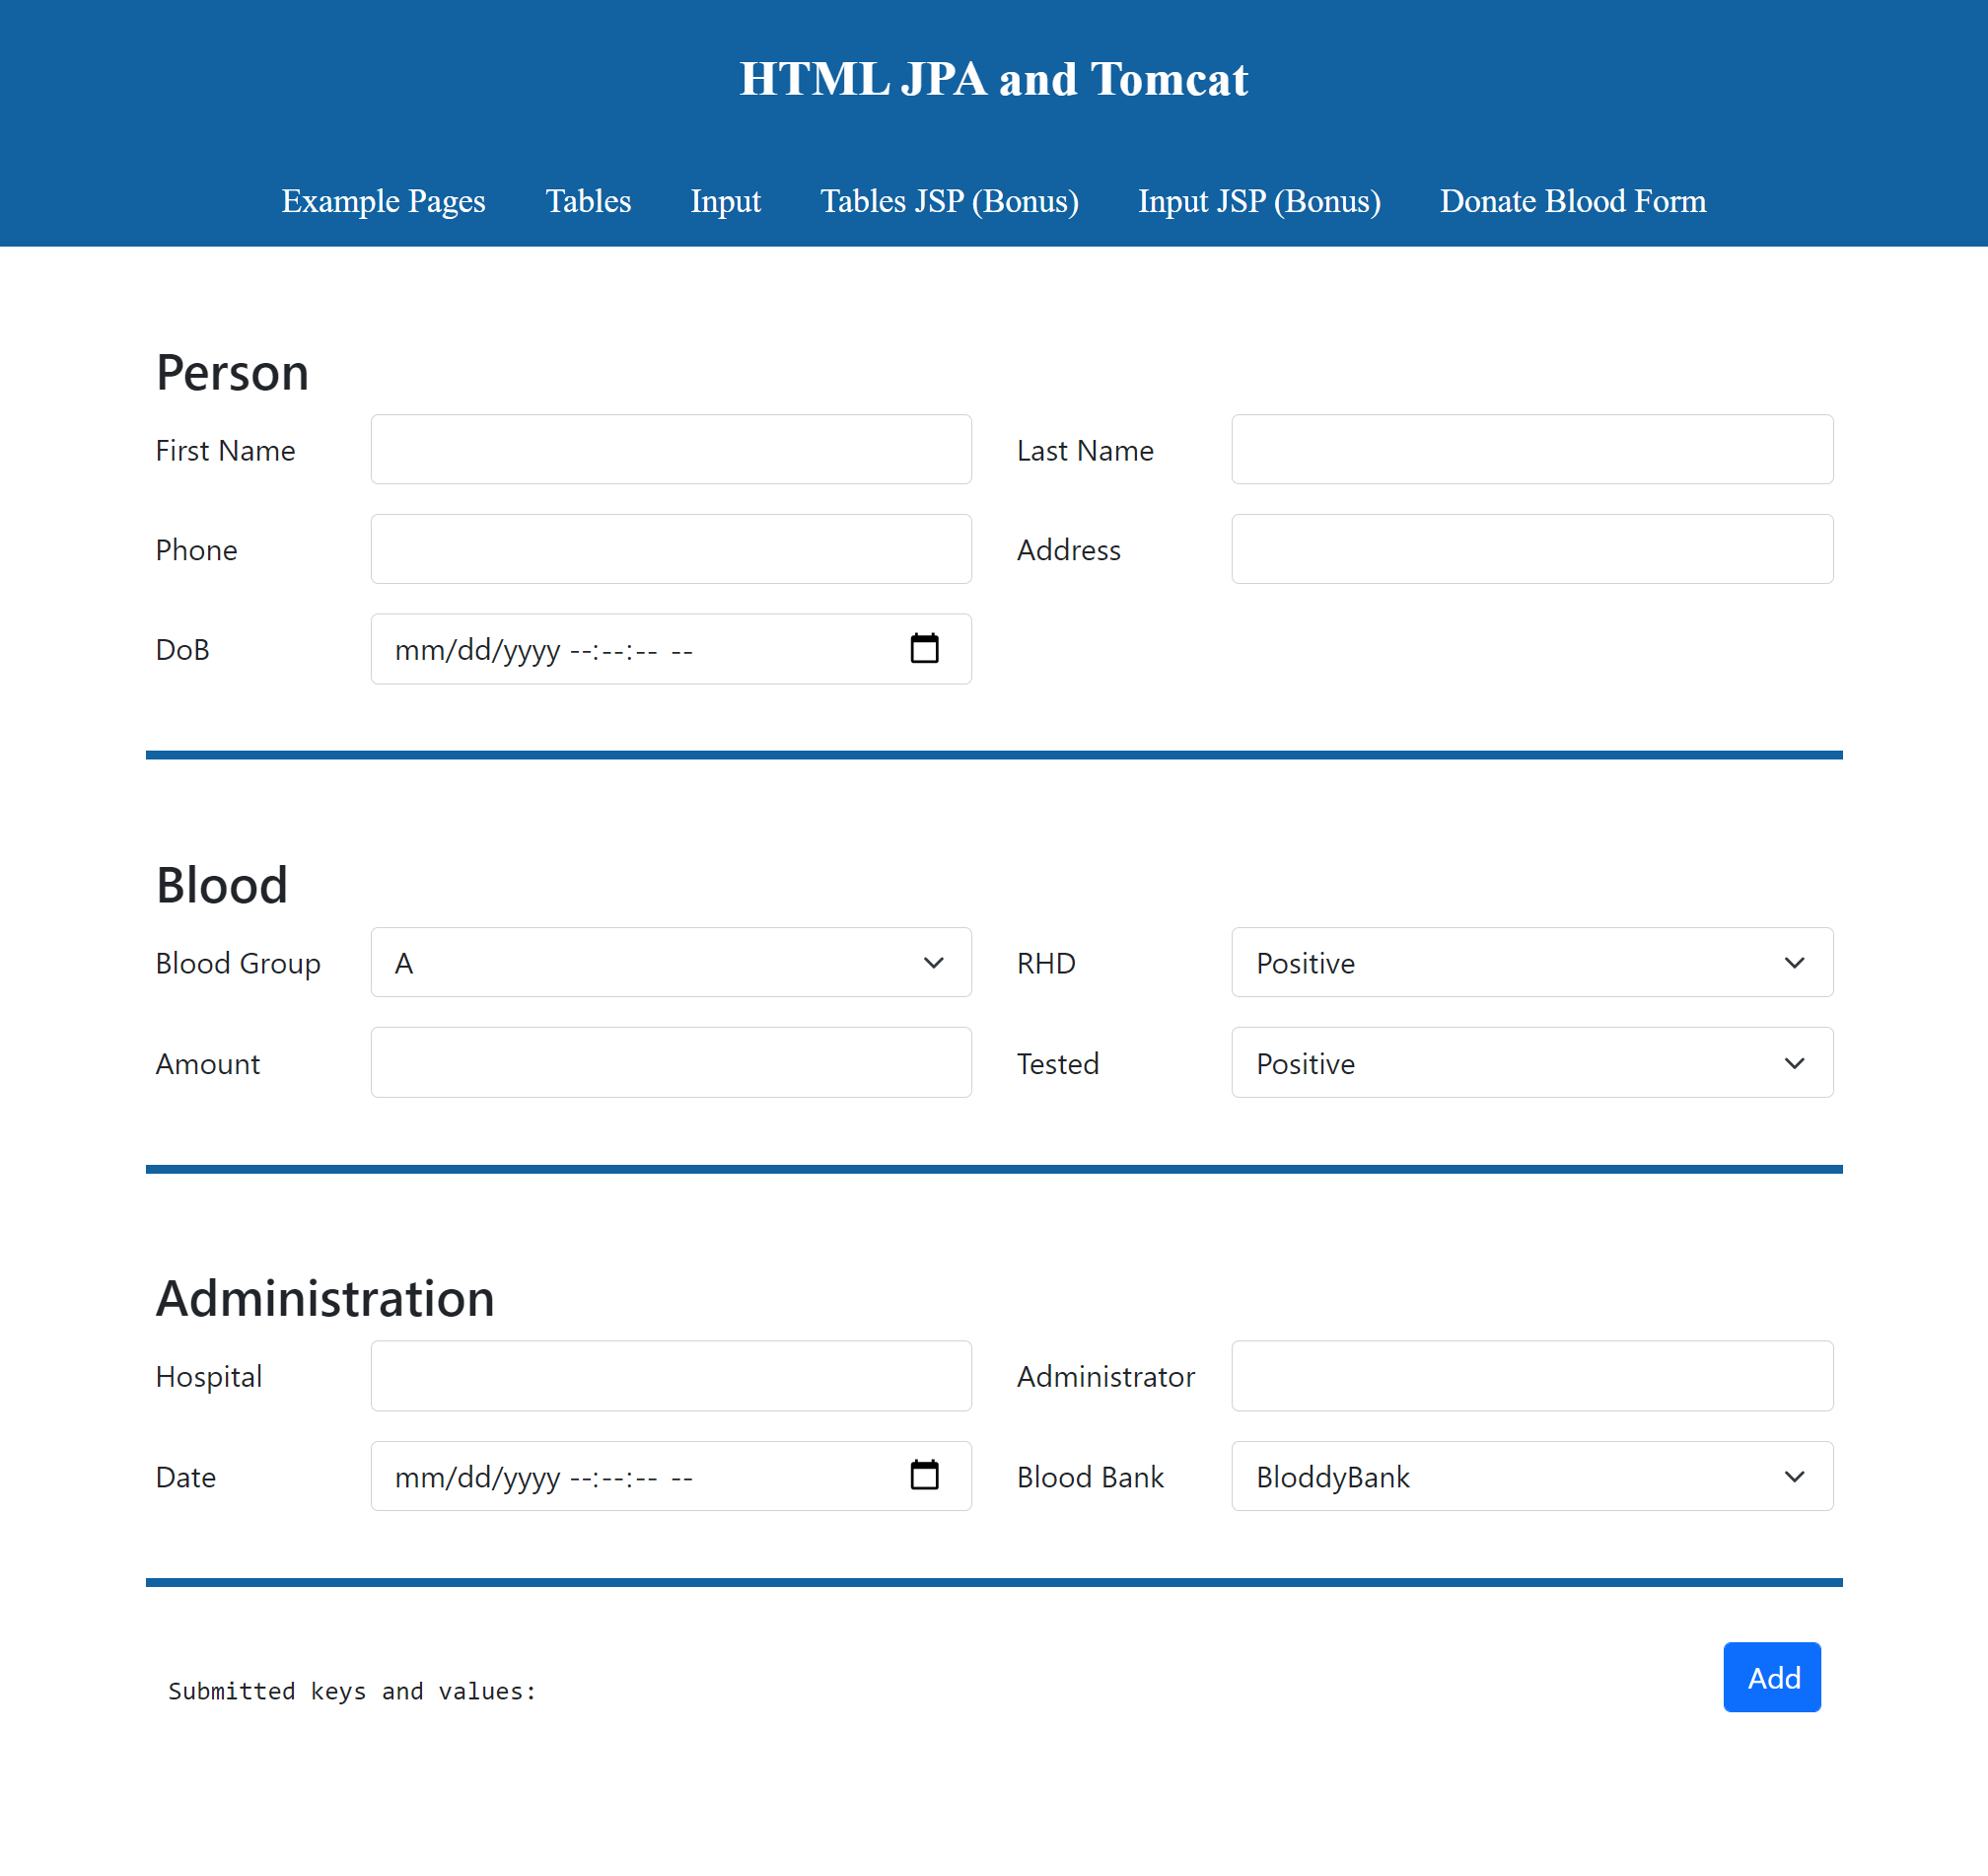 HTML JPA and Tomcat
Example Pages Tables Input Tables JSP (Bonus) Input JSP (Bonus) Donate Blood Form
Person
First Name Last Name
Phone Address
DoB mm/dd/yyyy --:--:-- --
Blood
Blood Group A RHD Positive
Amount Tested Positive
Administration
Hospital Administrator
Date mm/dd/yyyy --:--:-- -- Blood Bank BloddyBank
Submitted keys and values: Add